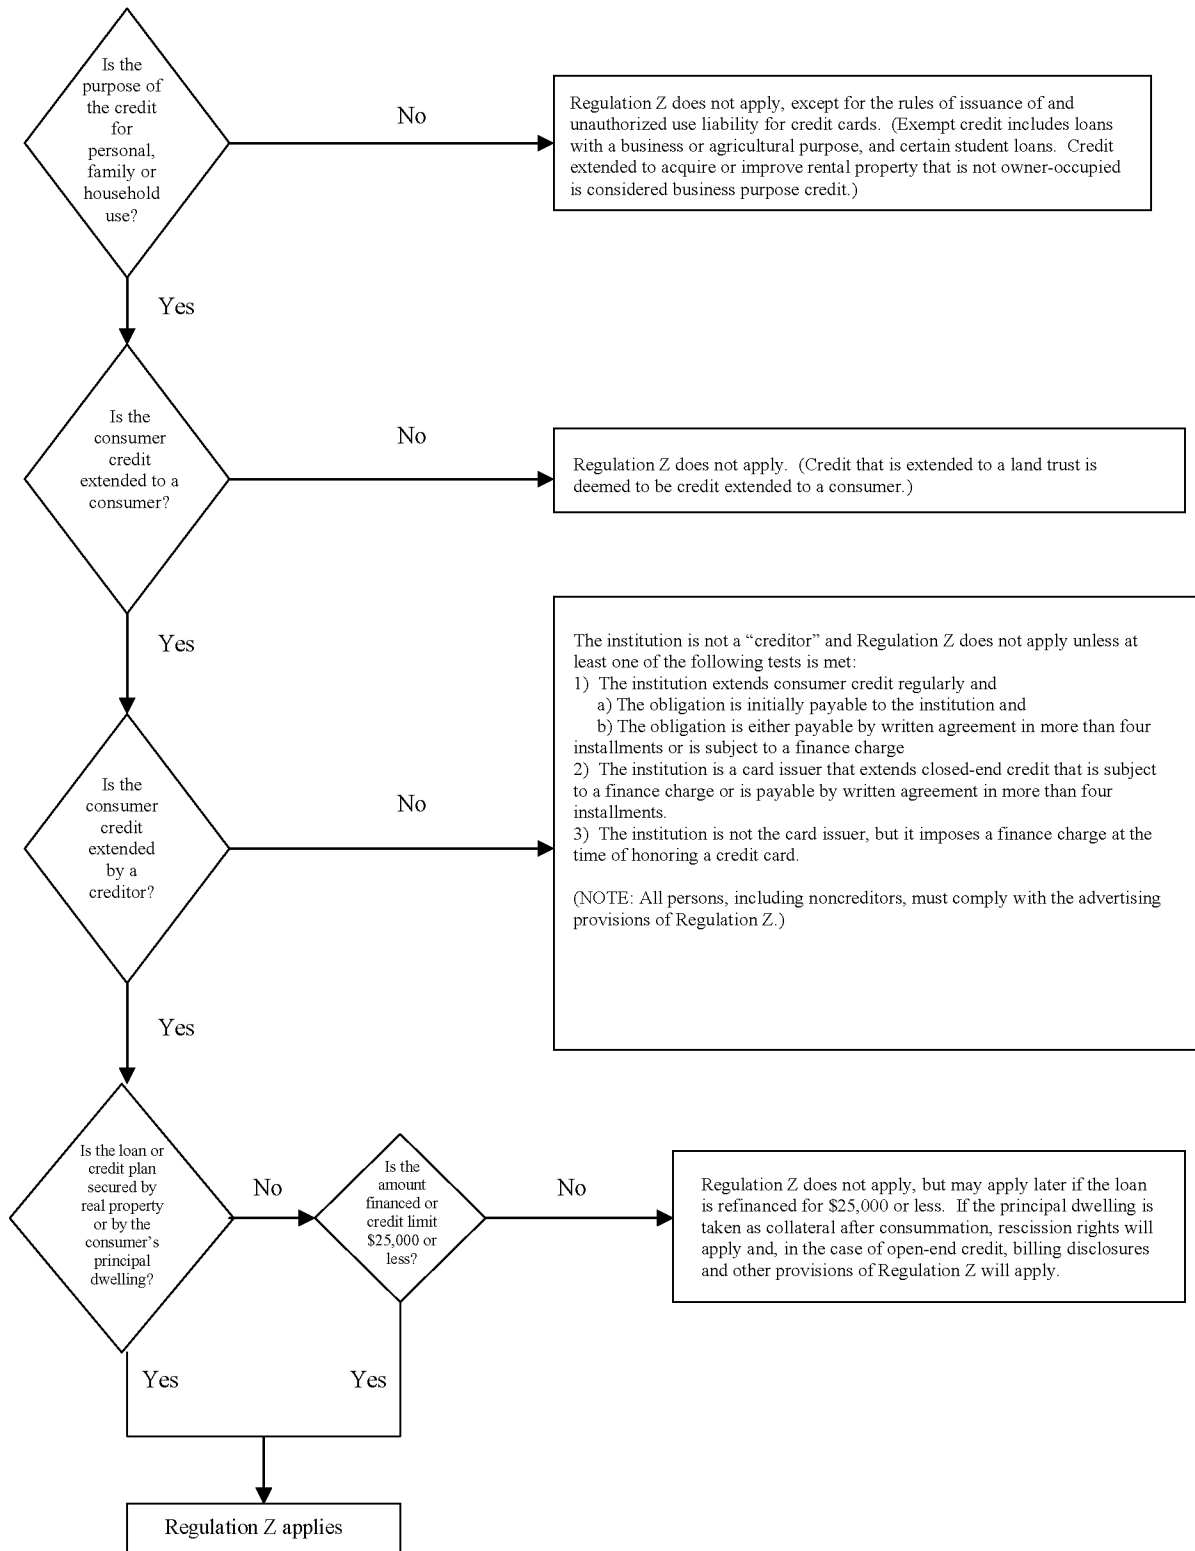 Is the
purpose of
the credit
for
personal,
family or
household
use?
No
Regulation Z does not apply, except for the rules of issuance of and
unauthorized use liability for credit cards.  (Exempt credit includes loans
with a business or agricultural purpose, and certain student loans.  Credit
extended to acquire or improve rental property that is not owner-occupied
is considered business purpose credit.)
Yes
Is the
consumer
credit
extended to a
consumer?
No
Regulation Z does not apply.  (Credit that is extended to a land trust is
deemed to be credit extended to a consumer.)
Yes
Is the
consumer
credit
extended
by a
creditor?
No
The institution is not a “creditor” and Regulation Z does not apply unless at
least one of the following tests is met:
1)  The institution extends consumer credit regularly and
a) The obligation is initially payable to the institution and
b) The obligation is either payable by written agreement in more than four
installments or is subject to a finance charge
2)  The institution is a card issuer that extends closed-end credit that is subject
to a finance charge or is payable by written agreement in more than four
installments.
3)  The institution is not the card issuer, but it imposes a finance charge at the
time of honoring a credit card.
(NOTE: All persons, including noncreditors, must comply with the advertising
provisions of Regulation Z.)
Yes
Is the loan or
credit plan
secured by
real property
or by the
consumer’s
principal
dwelling?
No
Is the
amount
financed or
credit limit
$25,000 or
less?
No
Regulation Z does not apply, but may apply later if the loan
is refinanced for $25,000 or less.  If the principal dwelling is
taken as collateral after consummation, rescission rights will
apply and, in the case of open-end credit, billing disclosures
and other provisions of Regulation Z will apply.
Yes
Yes
Regulation Z applies